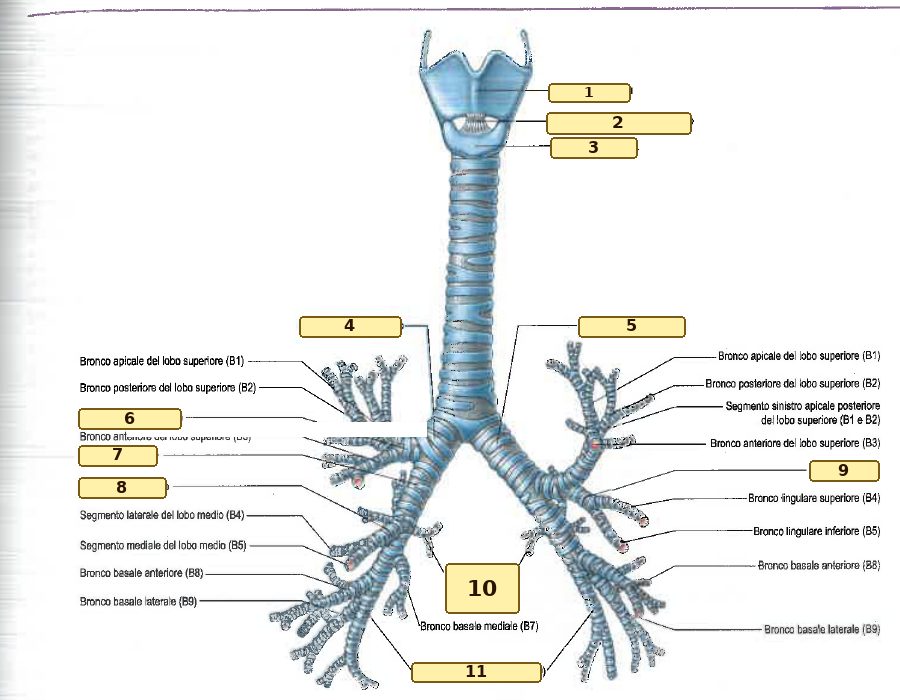 1
2
3
4
5
Bronco apicale del lobo superiore (B1)
Bronco posteriore del lobo superiore (B2)
6
Bronco anteriore del lobo superiore (B3)
7
8
Segmento laterale del lobo medio (B4)
Segmento mediale del lobo medio (B5)
Bronco basale anteriore (B8)
Bronco basale laterale (B9)
Bronco apicale del lobo superiore (B1)
Bronco posteriore del lobo superiore (B2)
Segmento sinistro apicale posteriore
del lobo superiore (B1 e B2)
Bronco anteriore del lobo superiore (B3)
9
Bronco lingulare superiore (B4)
Bronco lingulare inferiore (B5)
Bronco basale anteriore (B8)
Bronco basale laterale (B9)
10
Bronco basale mediale (B7)
11